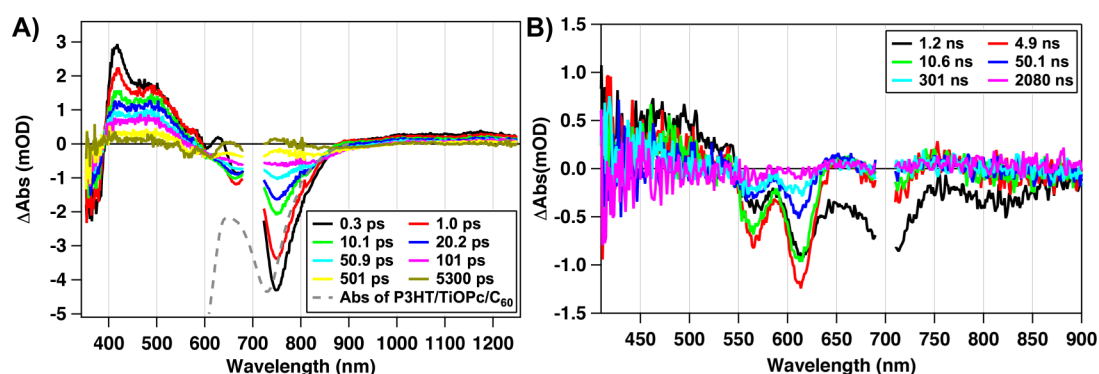 A)
3
2
1
0
-1
-2
-3
-4
-5
ΔAbs (mOD)
0.3 ps 1.0 ps
10.1 ps 20.2 ps
50.9 ps 101 ps
501 ps 5300 ps
Abs of P3HT/TiOPc/C60
400 500 600 700 800 900 1000 1100 1200
Wavelength (nm)
B)
1.5
1.0
0.5
0.0
-0.5
-1.0
-1.5
ΔAbs(mOD)
1.2 ns 4.9 ns
10.6 ns 50.1 ns
301 ns 2080 ns
450 500 550 600 650 700 750 800 850 900
Wavelength (nm)